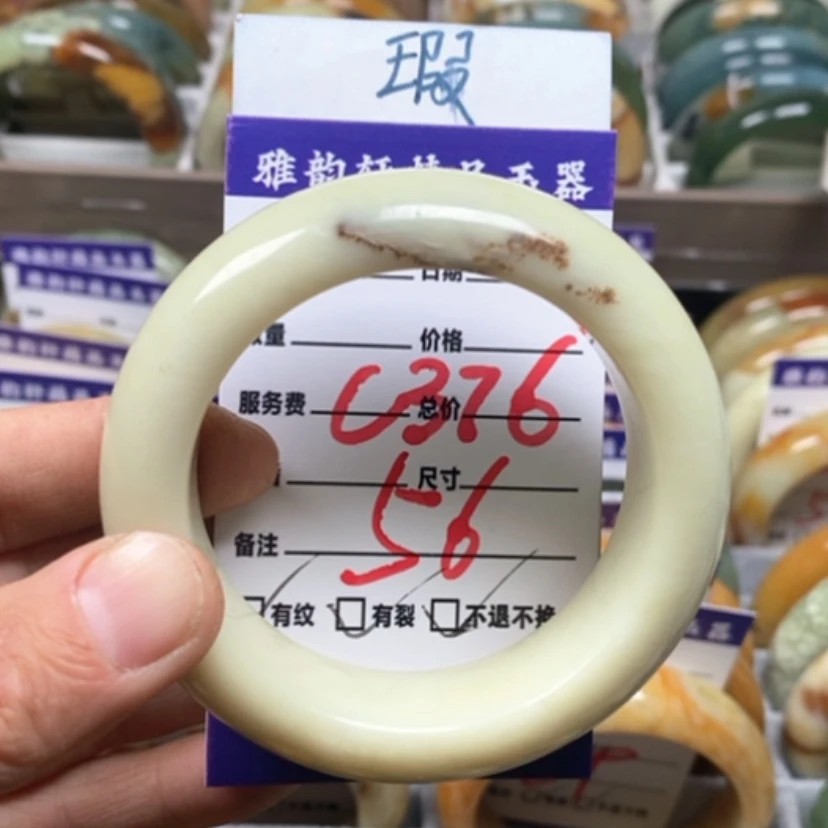 瑕
雅韵轩精品玉器
日期
数量 价格
服务费 总价
C376
尺寸
56
备注
有纹 有裂 不退不换